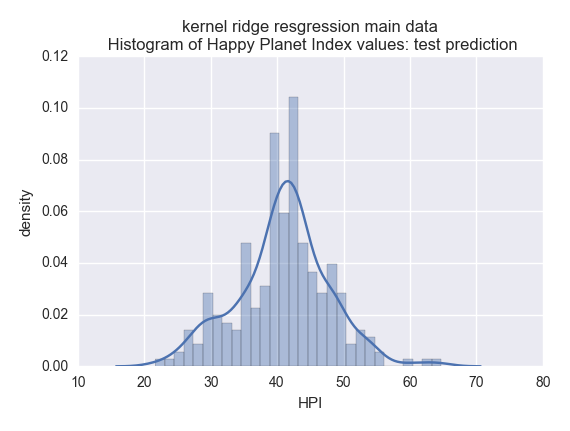 kernel ridge resgression main data
Histogram of Happy Planet Index values: test prediction
0.12
0.10
0.08
0.06
0.04
0.02
0.00
density
10 20 30 40 50 60 70 80
HPI